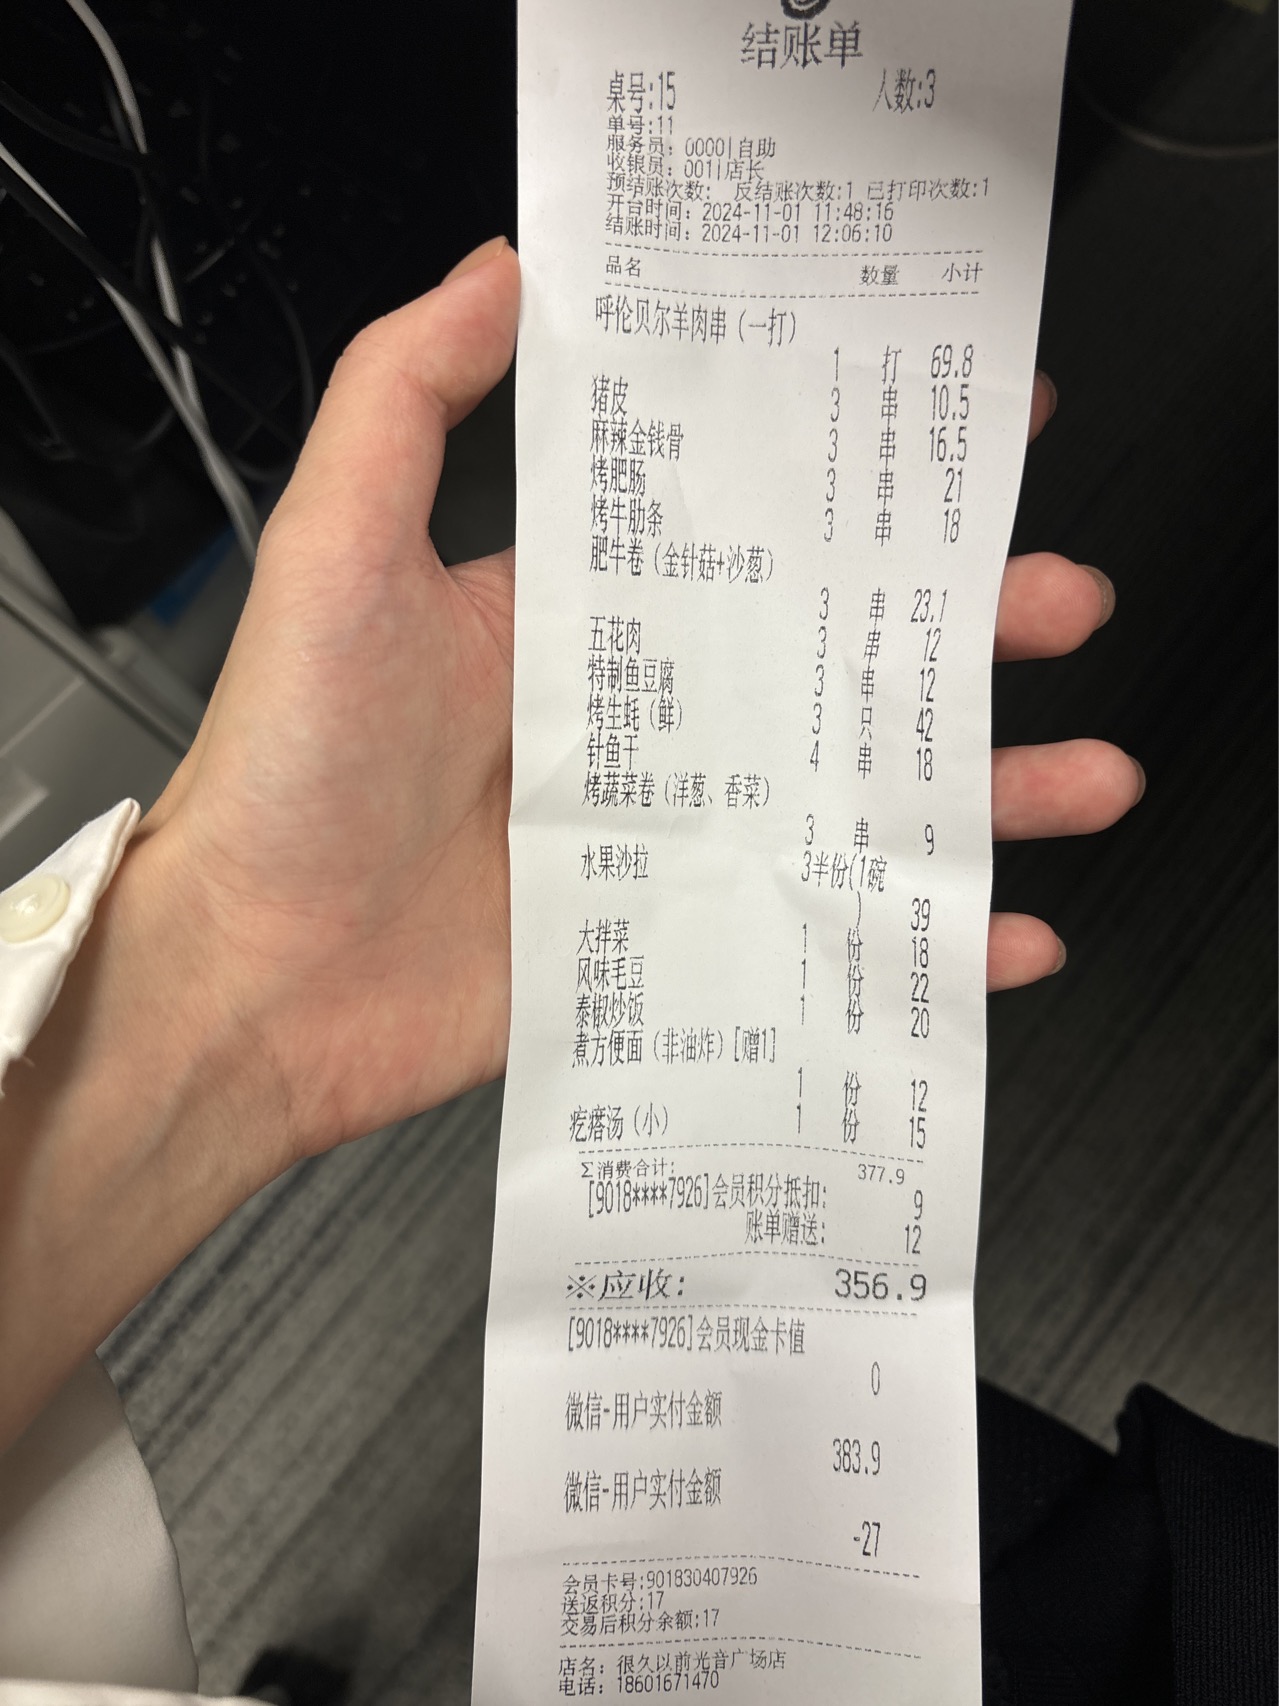 结账单
桌号:15 人数:3
单号:11
服务员: 0000|自助
收银员: 001|店长
预结账次数: 反结账次数:1 已打印次数:1
开台时间: 2024-11-01 11:48:16
结账时间: 2024-11-01 12:06:10
品名 数量 小计
呼伦贝尔羊肉串(一打)
1 打 69.8
猪皮 3 串 10.5
麻辣金钱骨 3 串 16.5
烤肥肠 3 串 21
烤牛肋条 3 串 18
肥牛卷(金针菇+沙葱)
3 串 23.1
五花肉 3 串 12
特制鱼豆腐 3 串 12
烤生蚝(鲜) 3 只 42
针鱼干 4 串 18
烤蔬菜卷(洋葱、香菜)
3 串 9
水果沙拉 3半份(1碗
) 39
大拌菜 1 份 18
风味毛豆 1 份 22
泰椒炒饭 1 份 20
煮方便面(非油炸)[赠1]
1 份 12
疙瘩汤(小) 1 份 15
Σ消费合计: 377.9
[9018****7926]会员积分抵扣: 9
账单赠送: 12
※应收: 356.9
[9018****7926]会员现金卡值
0
微信-用户实付金额
383.9
微信-用户实付金额
-27
会员卡号:901830407926
送返积分:17
交易后积分余额:17
店名: 很久以前光音广场店
电话: 18601671470